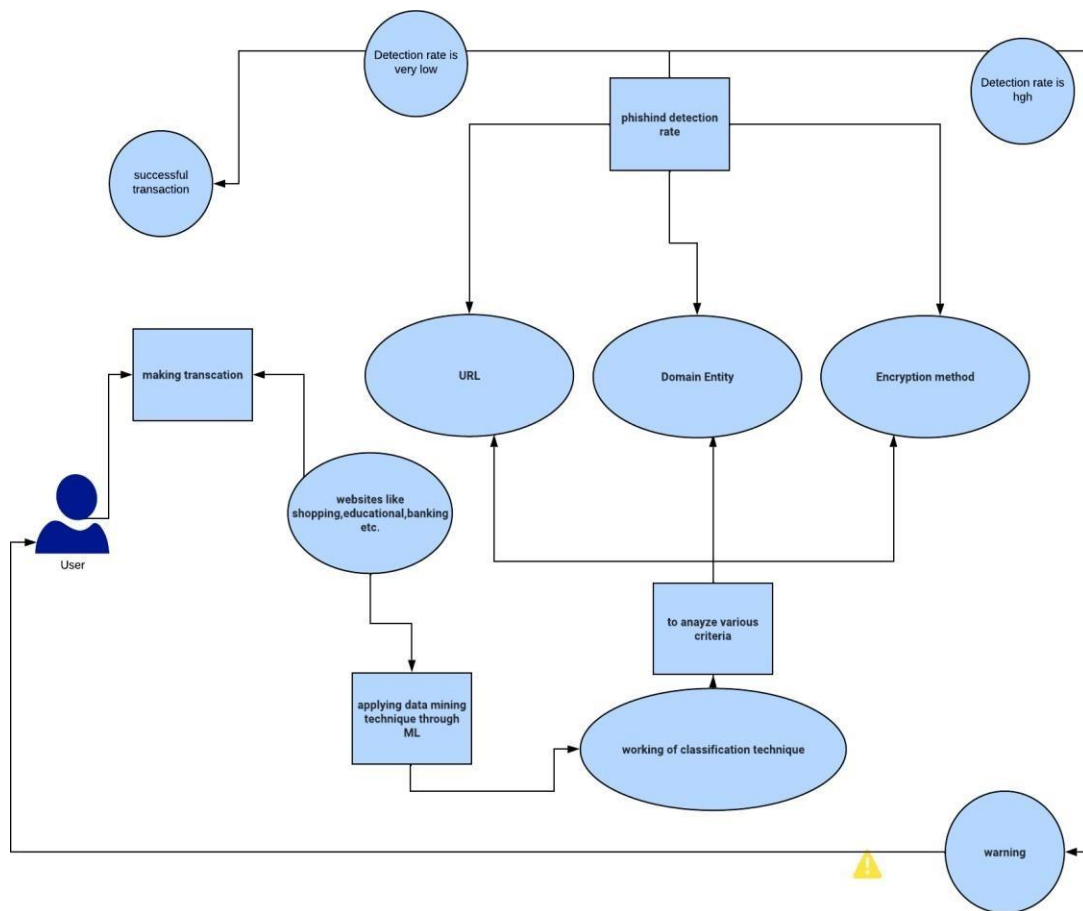 Detection rate is
very low
Detection rate is
hgh
phishind detection
rate
successful
transaction
making transcation
URL
Domain Entity
Encryption method
websites like
shopping,educational,banking
etc.
User
to anayze various
criteria
applying data mining
technique through
ML
working of classification technique
warning